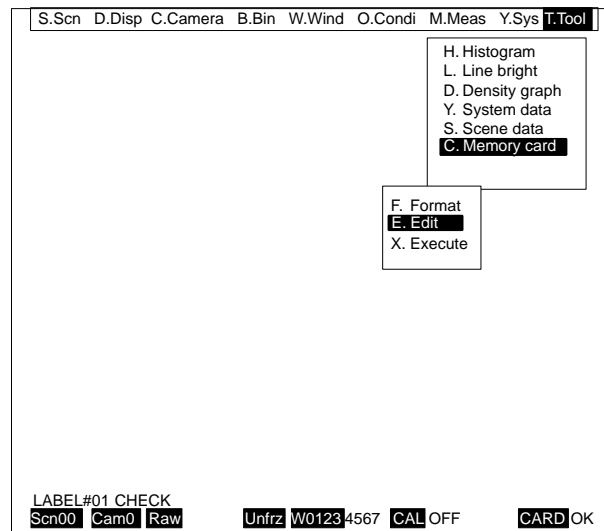 S.Scn D.Disp C.Camera B.Bin W.Wind O.Condi M.Meas Y.Sys T.Tool
H. Histogram
L. Line bright
D. Density graph
Y. System data
S. Scene data
C. Memory card
F. Format
E. Edit
X. Execute
LABEL#01 CHECK
Scn00 Cam0 Raw Unfrz W01234567 CAL OFF CARD OK